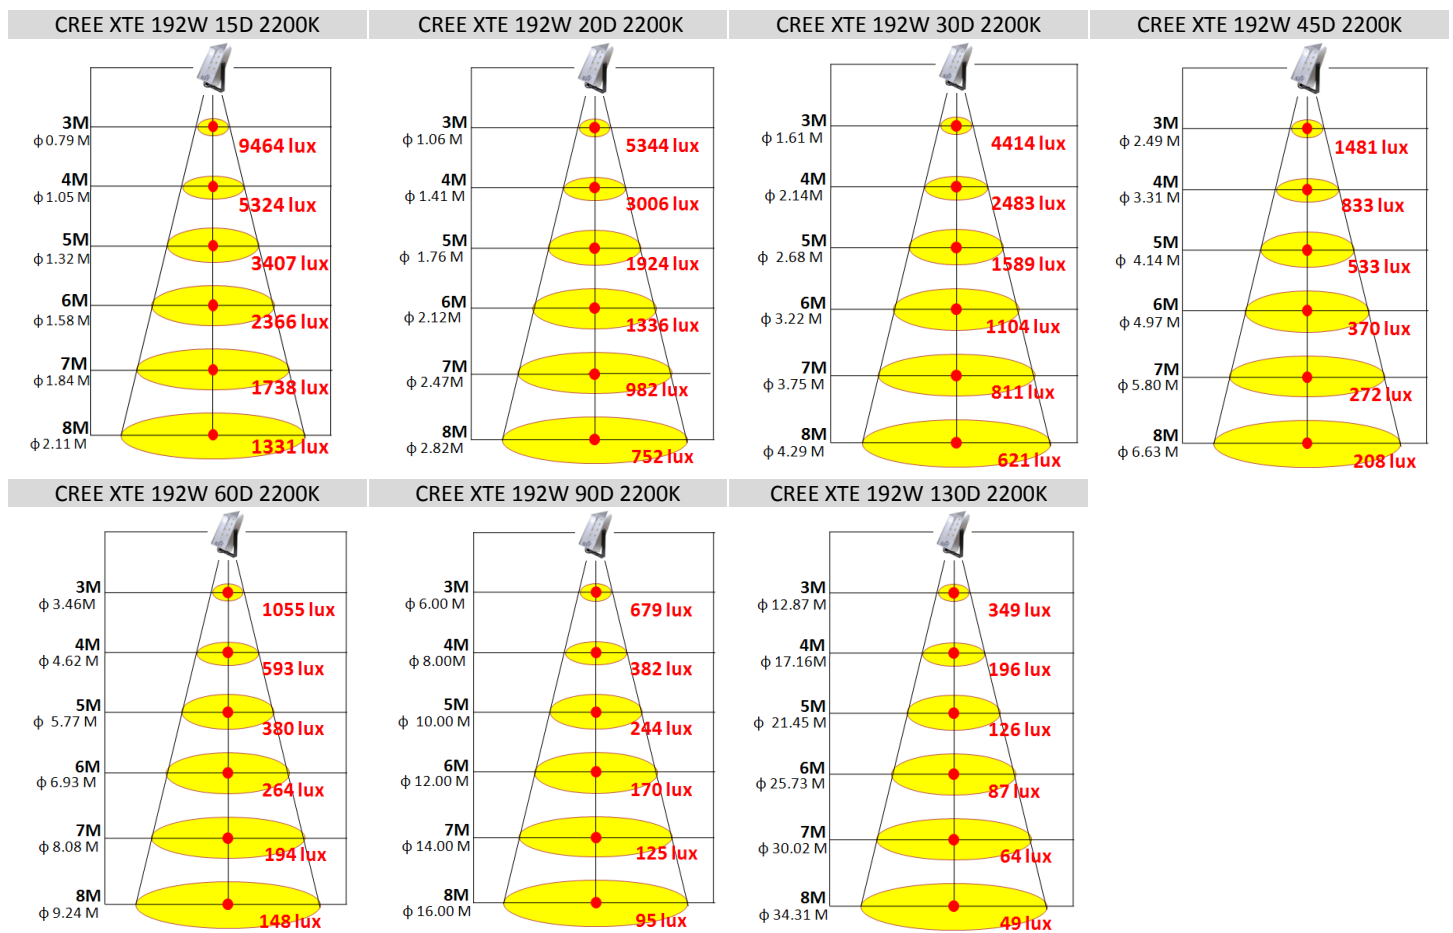 CREE XTE 192W 15D 2200K
3M
ф0.79 M
9464 lux
4M
ф1.05 M
5324 lux
5M
ф1.32 M
3407 lux
6M
ф1.58 M
2366 lux
7M
ф1.84 M
1738 lux
8M
ф2.11 M
1331 lux
CREE XTE 192W 20D 2200K
3M
ф 1.06 M
5344 lux
4M
ф 1.41 M
3006 lux
5M
ф 1.76 M
1924 lux
6M
ф 2.12M
1336 lux
7M
ф 2.47M
982 lux
8M
ф 2.82M
752 lux
CREE XTE 192W 30D 2200K
3M
ф 1.61 M
4414 lux
4M
ф 2.14M
2483 lux
5M
ф 2.68 M
1589 lux
6M
ф 3.22 M
1104 lux
7M
ф 3.75 M
811 lux
8M
ф4.29 M
621 lux
CREE XTE 192W 45D 2200K
3M
ф 2.49 M
1481 lux
4M
ф 3.31 M
833 lux
5M
ф 4.14 M
533 lux
6M
ф4.97 M
370 lux
7M
ф5.80 M
272 lux
8M
ф 6.63 M
208 lux
CREE XTE 192W 60D 2200K
3M
ф 3.46M
1055 lux
4M
ф 4.62 M
593 lux
5M
ф 5.77 M
380 lux
6M
ф 6.93 M
264 lux
7M
ф 8.08 M
194 lux
8M
ф 9.24 M
148 lux
CREE XTE 192W 90D 2200K
3M
ф 6.00 M
679 lux
4M
ф 8.00M
382 lux
5M
ф 10.00 M
244 lux
6M
ф 12.00 M
170 lux
7M
ф 14.00 M
125 lux
8M
ф 16.00 M
95 lux
CREE XTE 192W 130D 2200K
3M
ф 12.87 M
349 lux
4M
ф 17.16M
196 lux
5M
ф 21.45 M
126 lux
6M
ф 25.73 M
87 lux
7M
ф 30.02 M
64 lux
8M
ф 34.31 M
49 lux